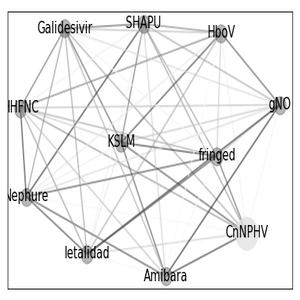 Galidesivir
SHAPU
HboV
IHFNC
gNO
KSLM
fringed
Nephure
CnNPHV
letalidad
Amibara